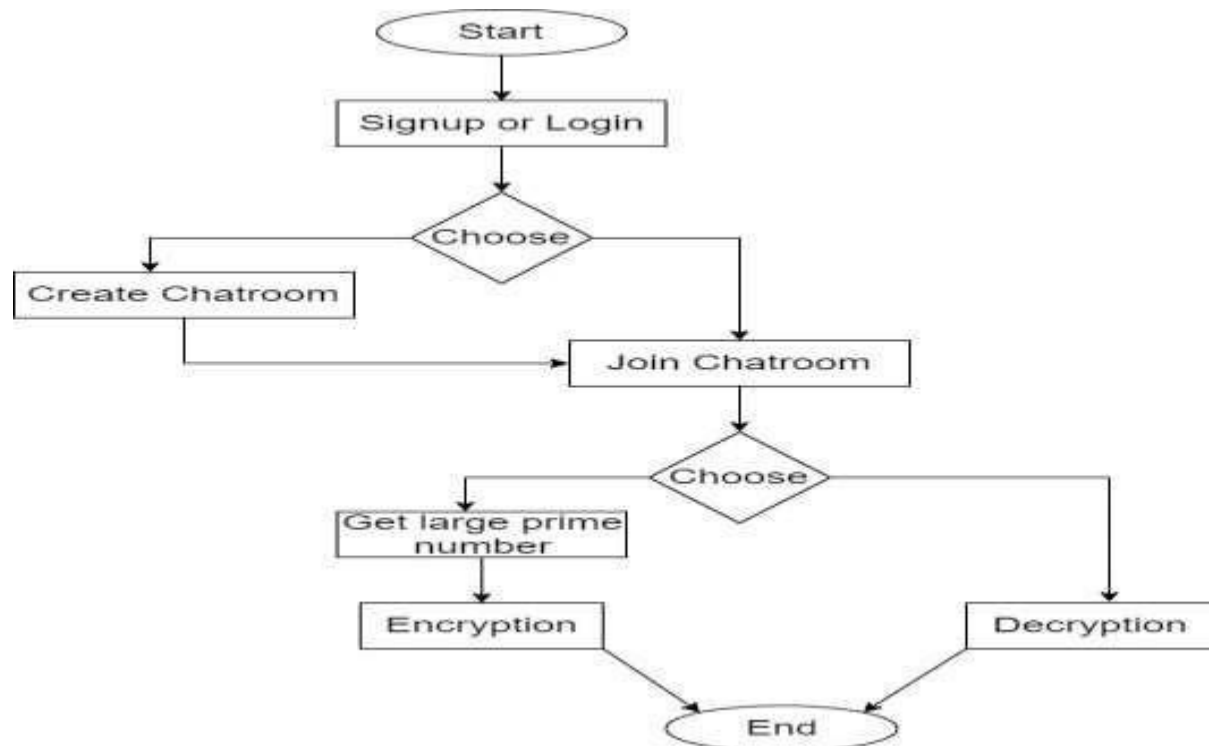 Start
Signup or Login
Choose
Create Chatroom
Join Chatroom
Choose
Get large prime
number
Encryption
Decryption
End